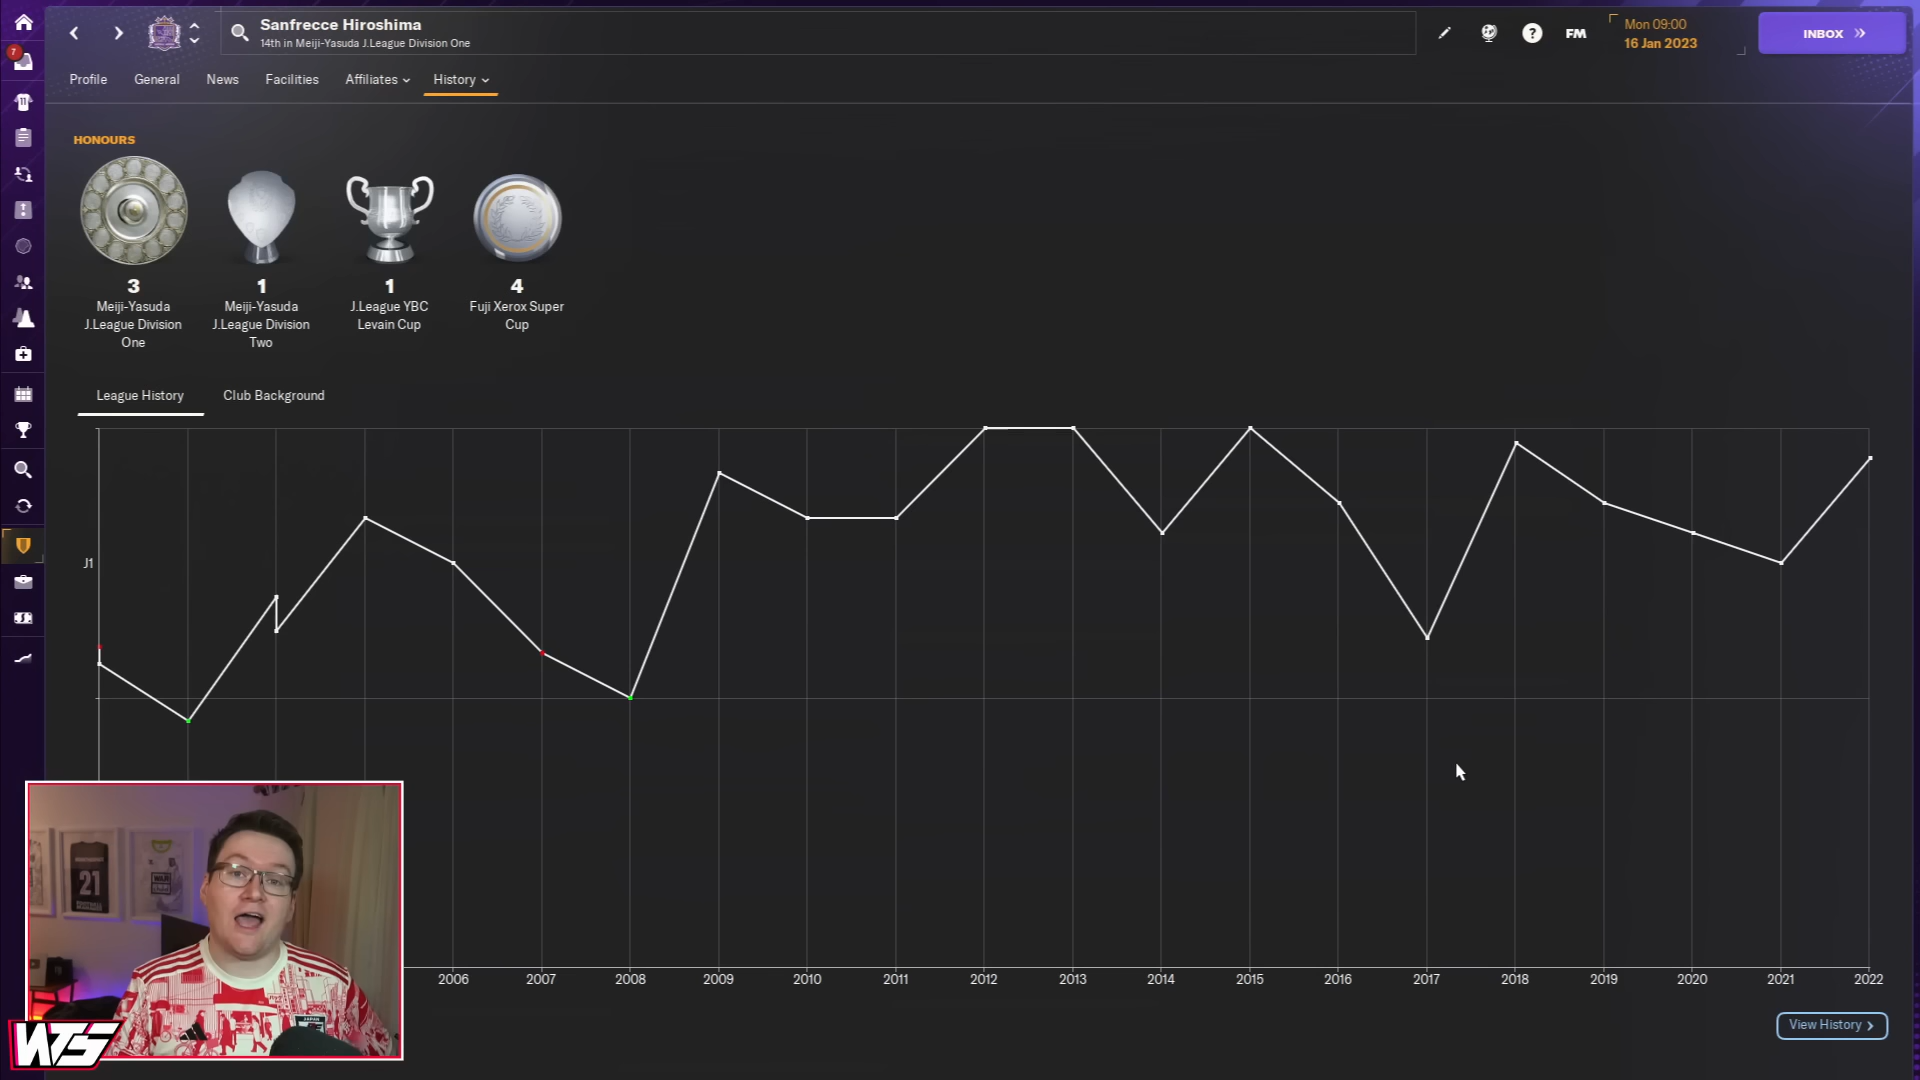 Sanfrecce Hiroshima
14th in Meiji-Yasuda J.League Division One
FM
Mon 09:00
16 Jan 2023
INBOX
7
11
Profile
General
News
Facilities
Affiliates
History
HONOURS
3
Meiji-Yasuda
J.League Division
One
1
Meiji-Yasuda
J.League Division
Two
1
J.League YBC
Levain Cup
4
Fuji Xerox Super
Cup
League History
Club Background
J1
2006
2007
2008
2009
2010
2011
2012
2013
2014
2015
2016
2017
2018
2019
2020
2021
2022
View History
21
JAPAN
WTS